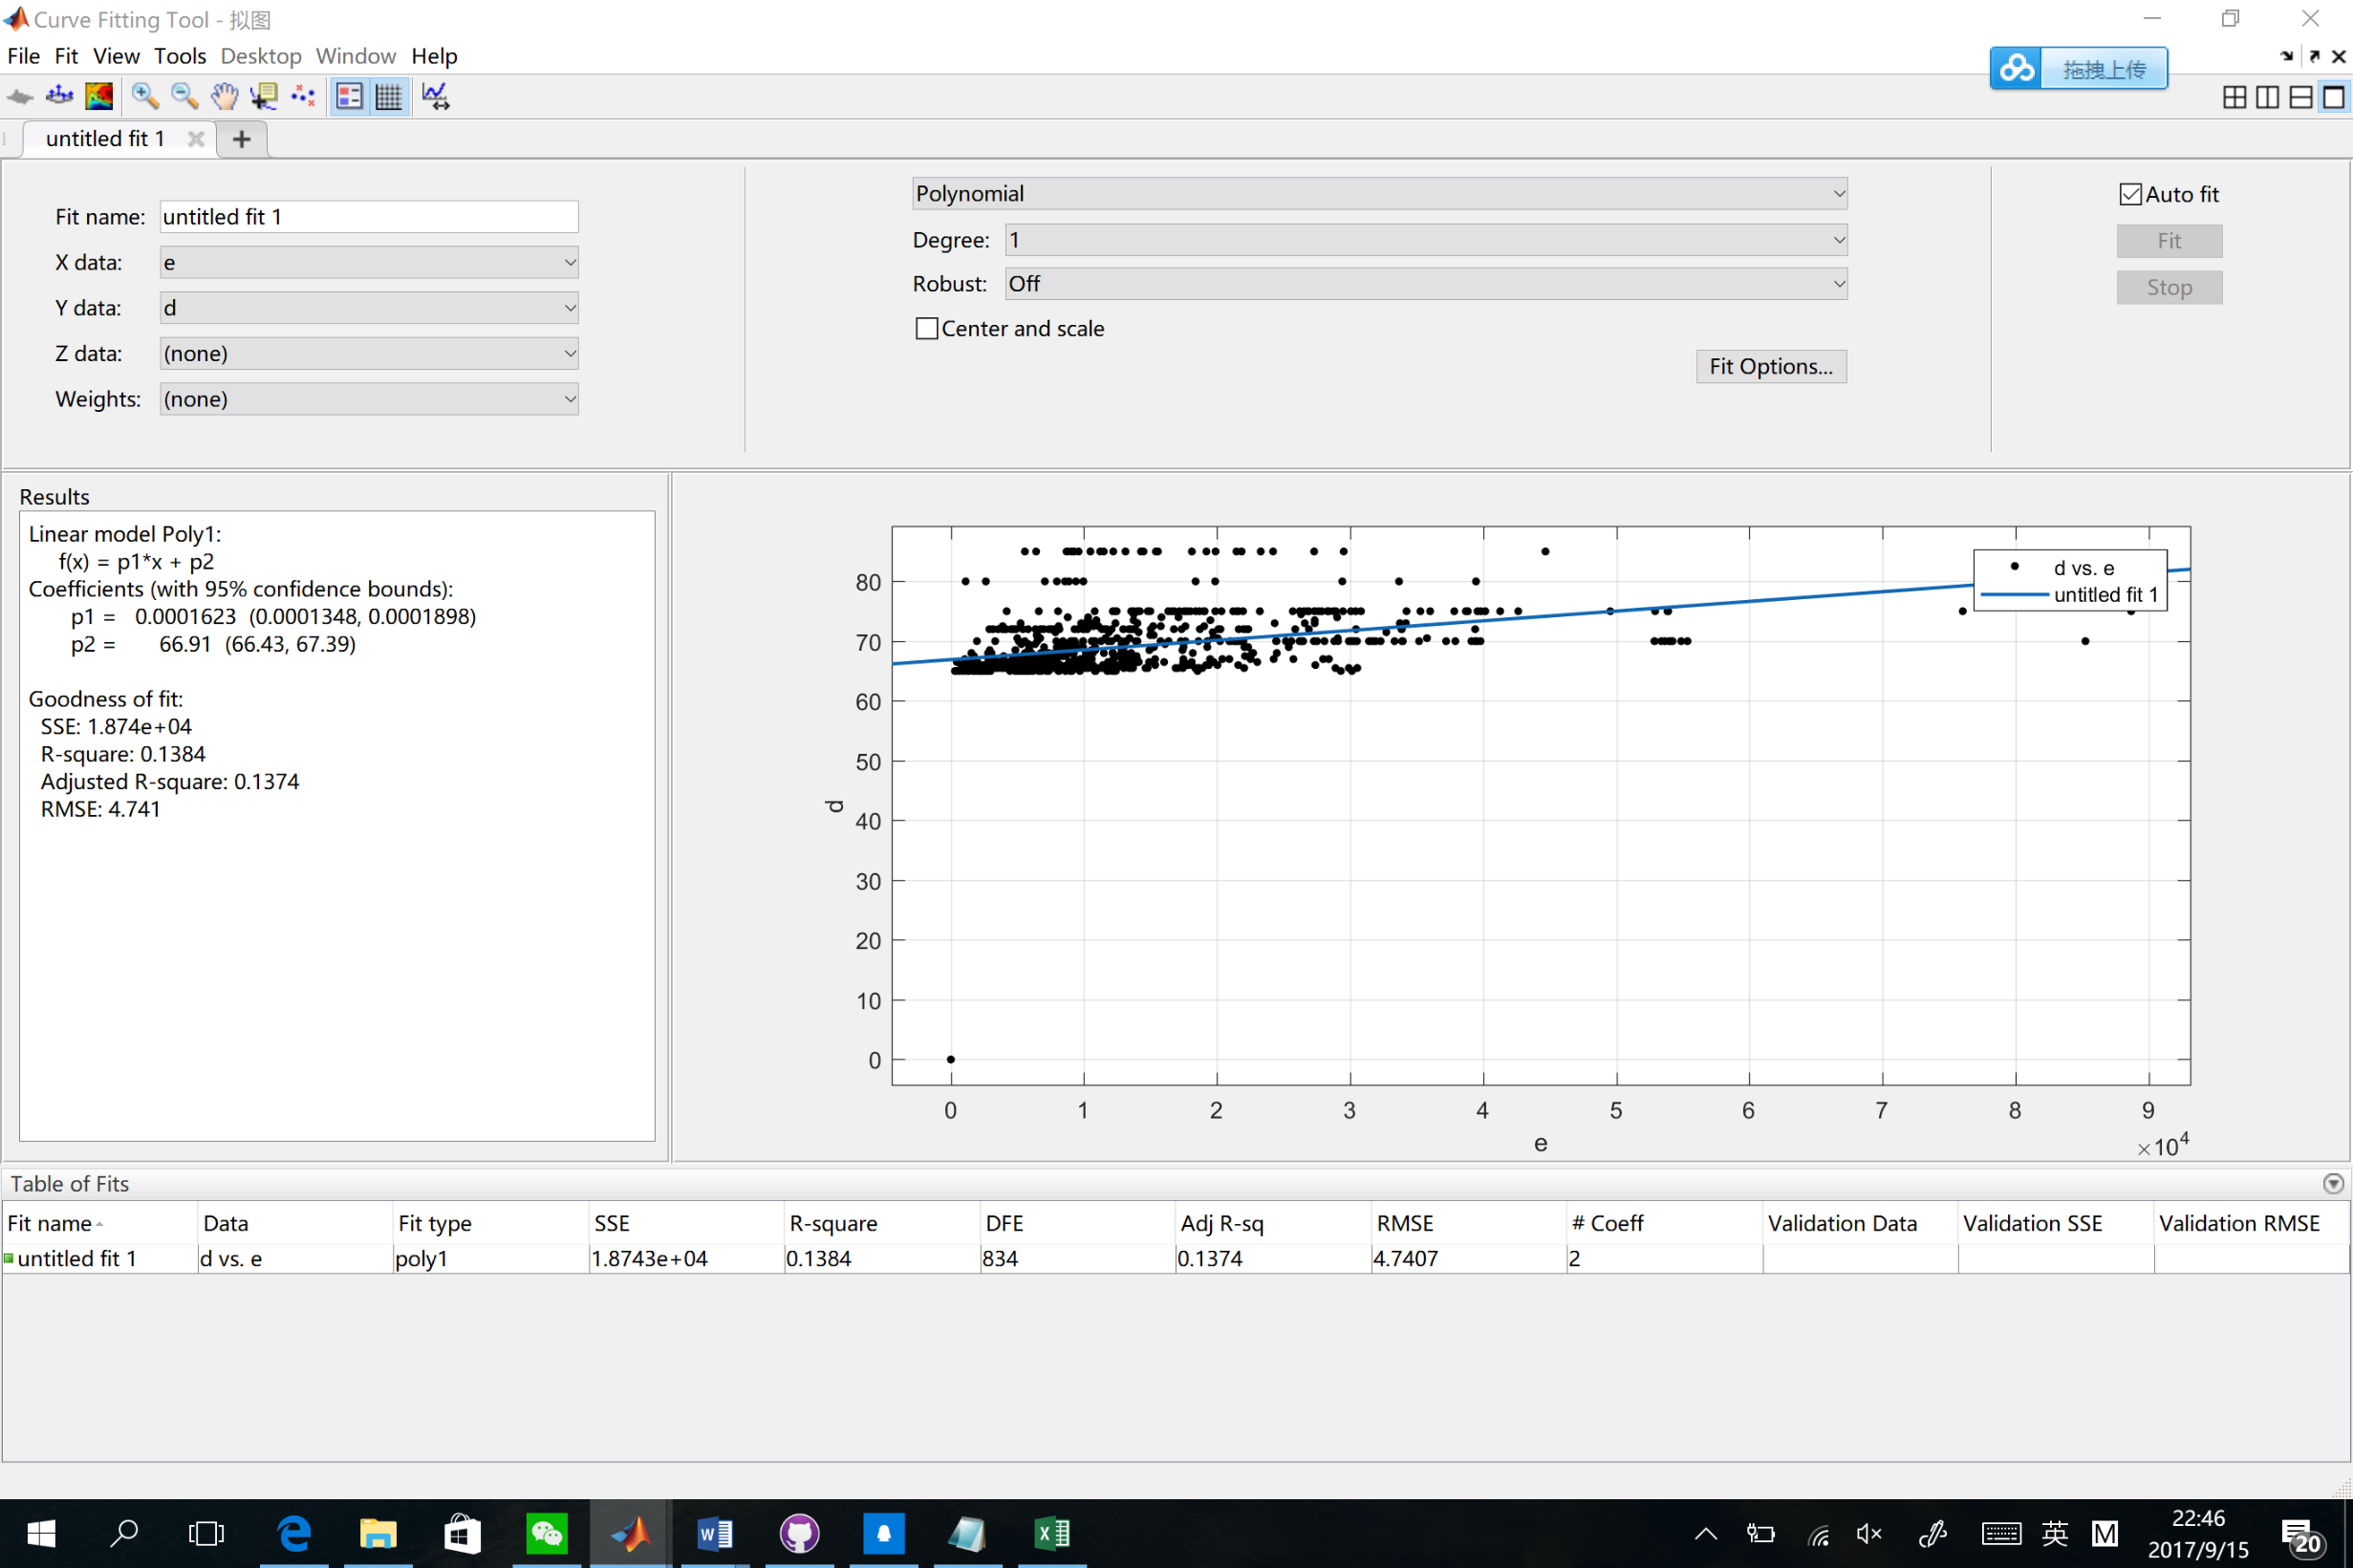 Curve Fitting Tool - 拟图
File Fit View Tools Desktop Window Help
拖拽上传
untitled fit 1
Fit name: untitled fit 1
X data: e
Y data: d
Z data: (none)
Weights: (none)
Polynomial
Degree: 1
Robust: Off
Center and scale
Fit Options...
Auto fit
Fit
Stop
Results
Linear model Poly1:
f(x) = p1*x + p2
Coefficients (with 95% confidence bounds):
p1 = 0.0001623 (0.0001348, 0.0001898)
p2 = 66.91 (66.43, 67.39)
Goodness of fit:
SSE: 1.874e+04
R-square: 0.1384
Adjusted R-square: 0.1374
RMSE: 4.741
d vs. e
untitled fit 1
80
70
60
50
40
30
20
10
0
d
0 1 2 3 4 5 6 7 8 9
e
×10^4
Table of Fits
Fit name Data Fit type SSE R-square DFE Adj R-sq RMSE # Coeff Validation Data Validation SSE Validation RMSE
untitled fit 1 d vs. e poly1 1.8743e+04 0.1384 834 0.1374 4.7407 2
英 M
22:46
2017/9/15
20